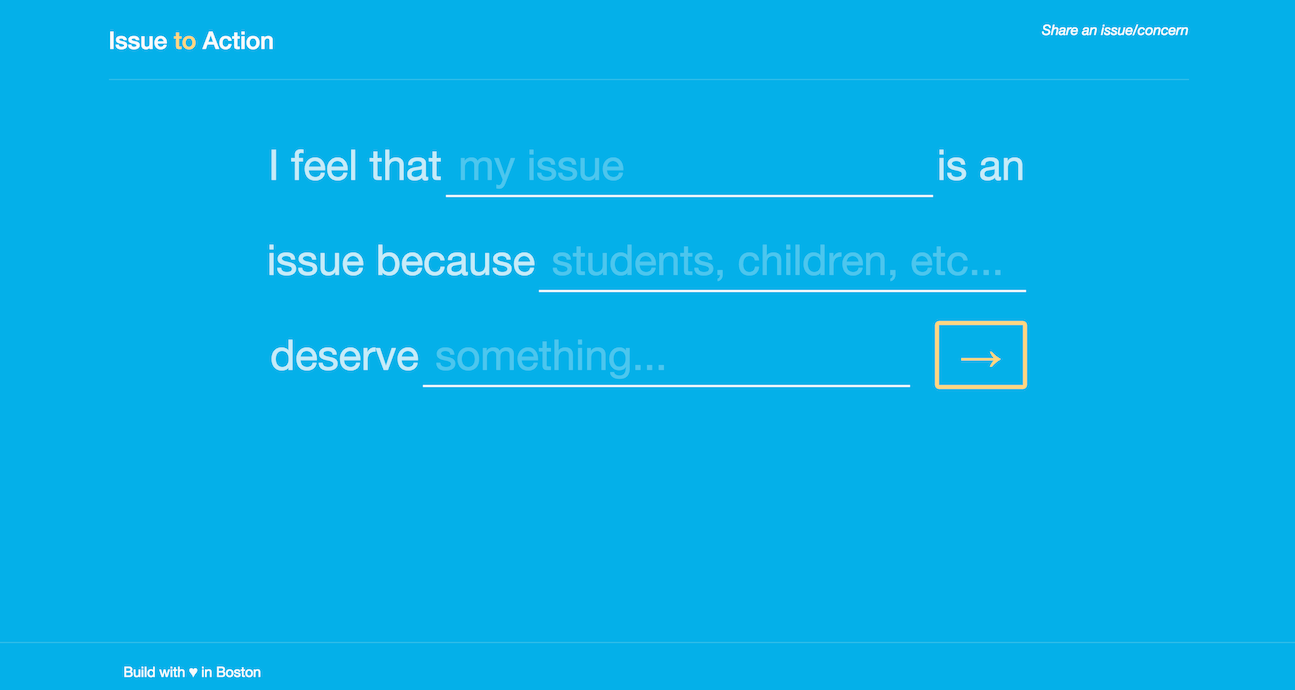 Issue to Action
Share an issue/concern
I feel that my issue is an
issue because students, children, etc...
deserve something... →
Build with ♥ in Boston